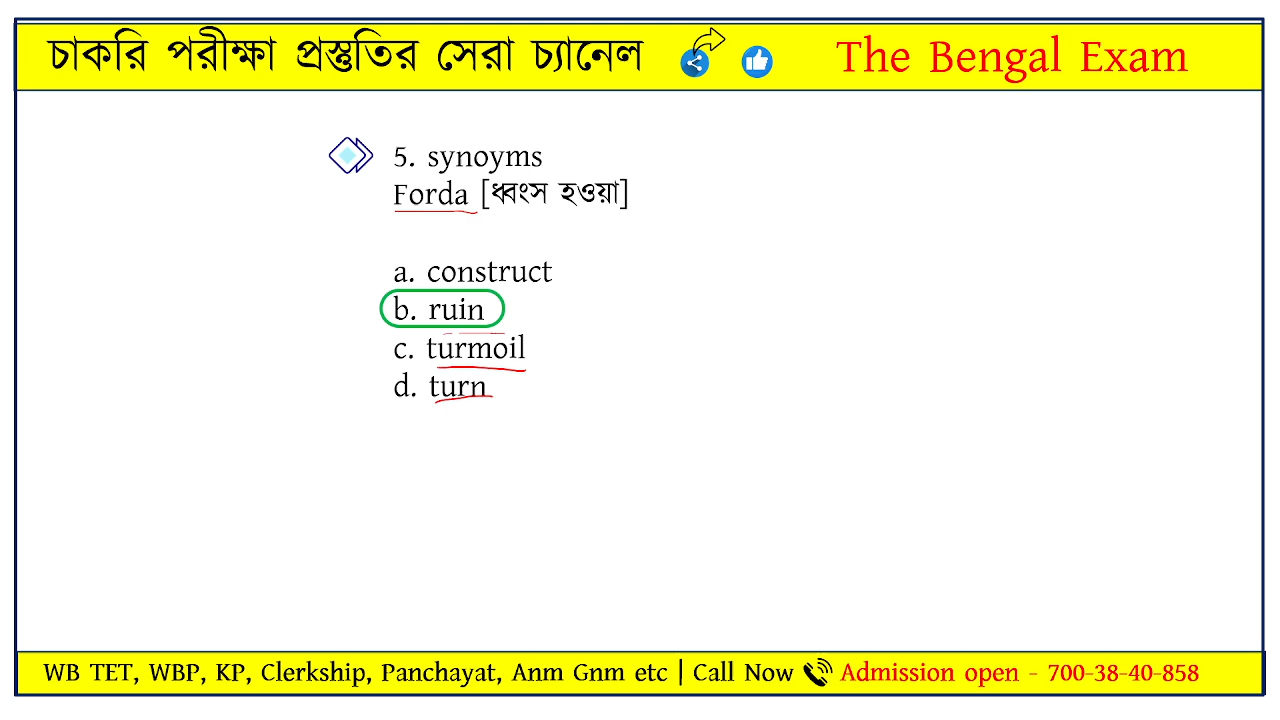 চাকরি পরীক্ষা প্রস্তুতির সেরা চ্যানেল The Bengal Exam
5. synoyms
Forda [ধ্বংস হওয়া]
a. construct
b. ruin
c. turmoil
d. turn
WB TET, WBP, KP, Clerkship, Panchayat, Anm Gnm etc | Call Now Admission open - 700-38-40-858